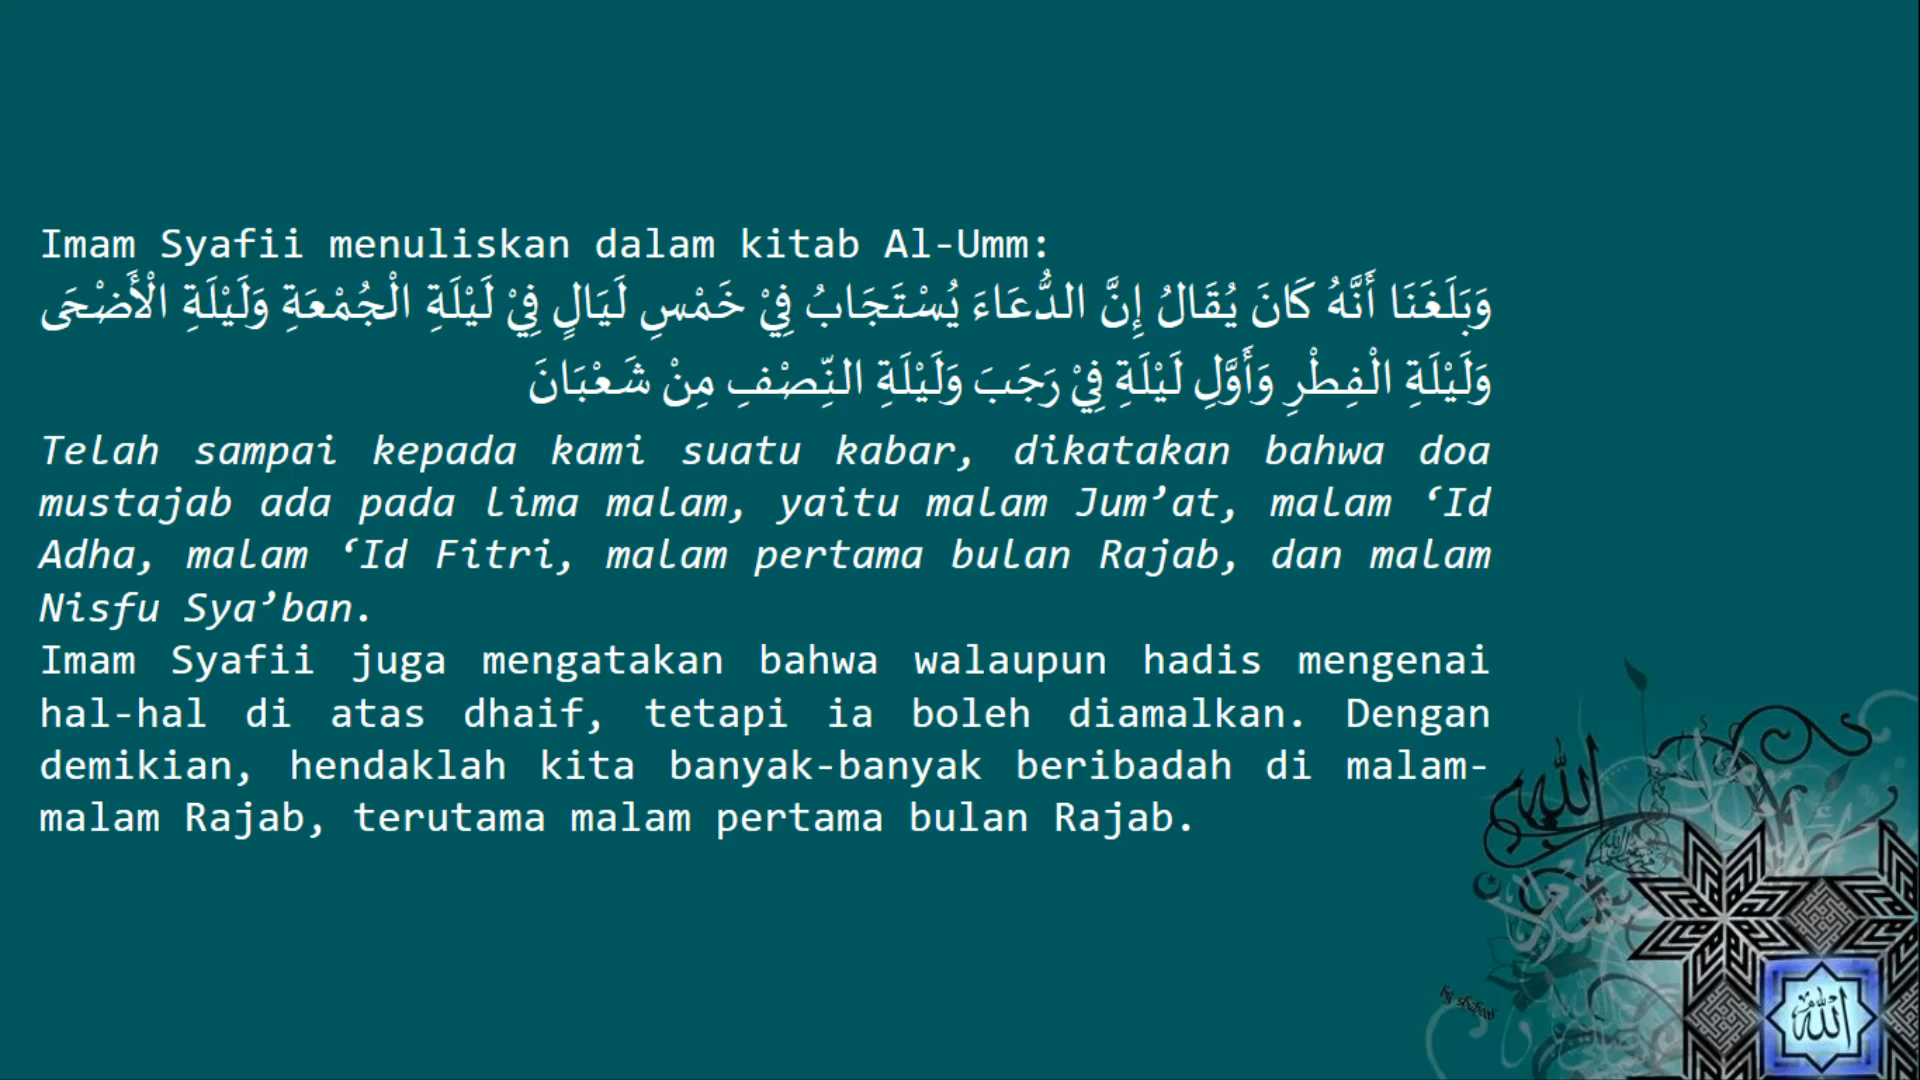 Imam Syafii menuliskan dalam kitab Al-Umm:
وَبَلَغَنَا أَنَّهُ كَانَ يُقَالُ إِنَّ الدُّعَاءَ يُسْتَجَابُ فِيْ خَمْسِ لَيَالٍ فِيْ لَيْلَةِ الْجُمْعَةِ وَلَيْلَةِ الْأَضْحَى
وَلَيْلَةِ الْفِطْرِ وَأَوَّلِ لَيْلَةِ فِيْ رَجَبَ وَلَيْلَةِ النِّصْفِ مِنْ شَعْبَانَ
Telah sampai kepada kami suatu kabar, dikatakan bahwa doa
mustajab ada pada lima malam, yaitu malam Jum’at, malam ‘Id
Adha, malam ‘Id Fitri, malam pertama bulan Rajab, dan malam
Nisfu Sya’ban.
Imam Syafii juga mengatakan bahwa walaupun hadis mengenai
hal-hal di atas dhaif, tetapi ia boleh diamalkan. Dengan
demikian, hendaklah kita banyak-banyak beribadah di malam-
malam Rajab, terutama malam pertama bulan Rajab.
الله
الله